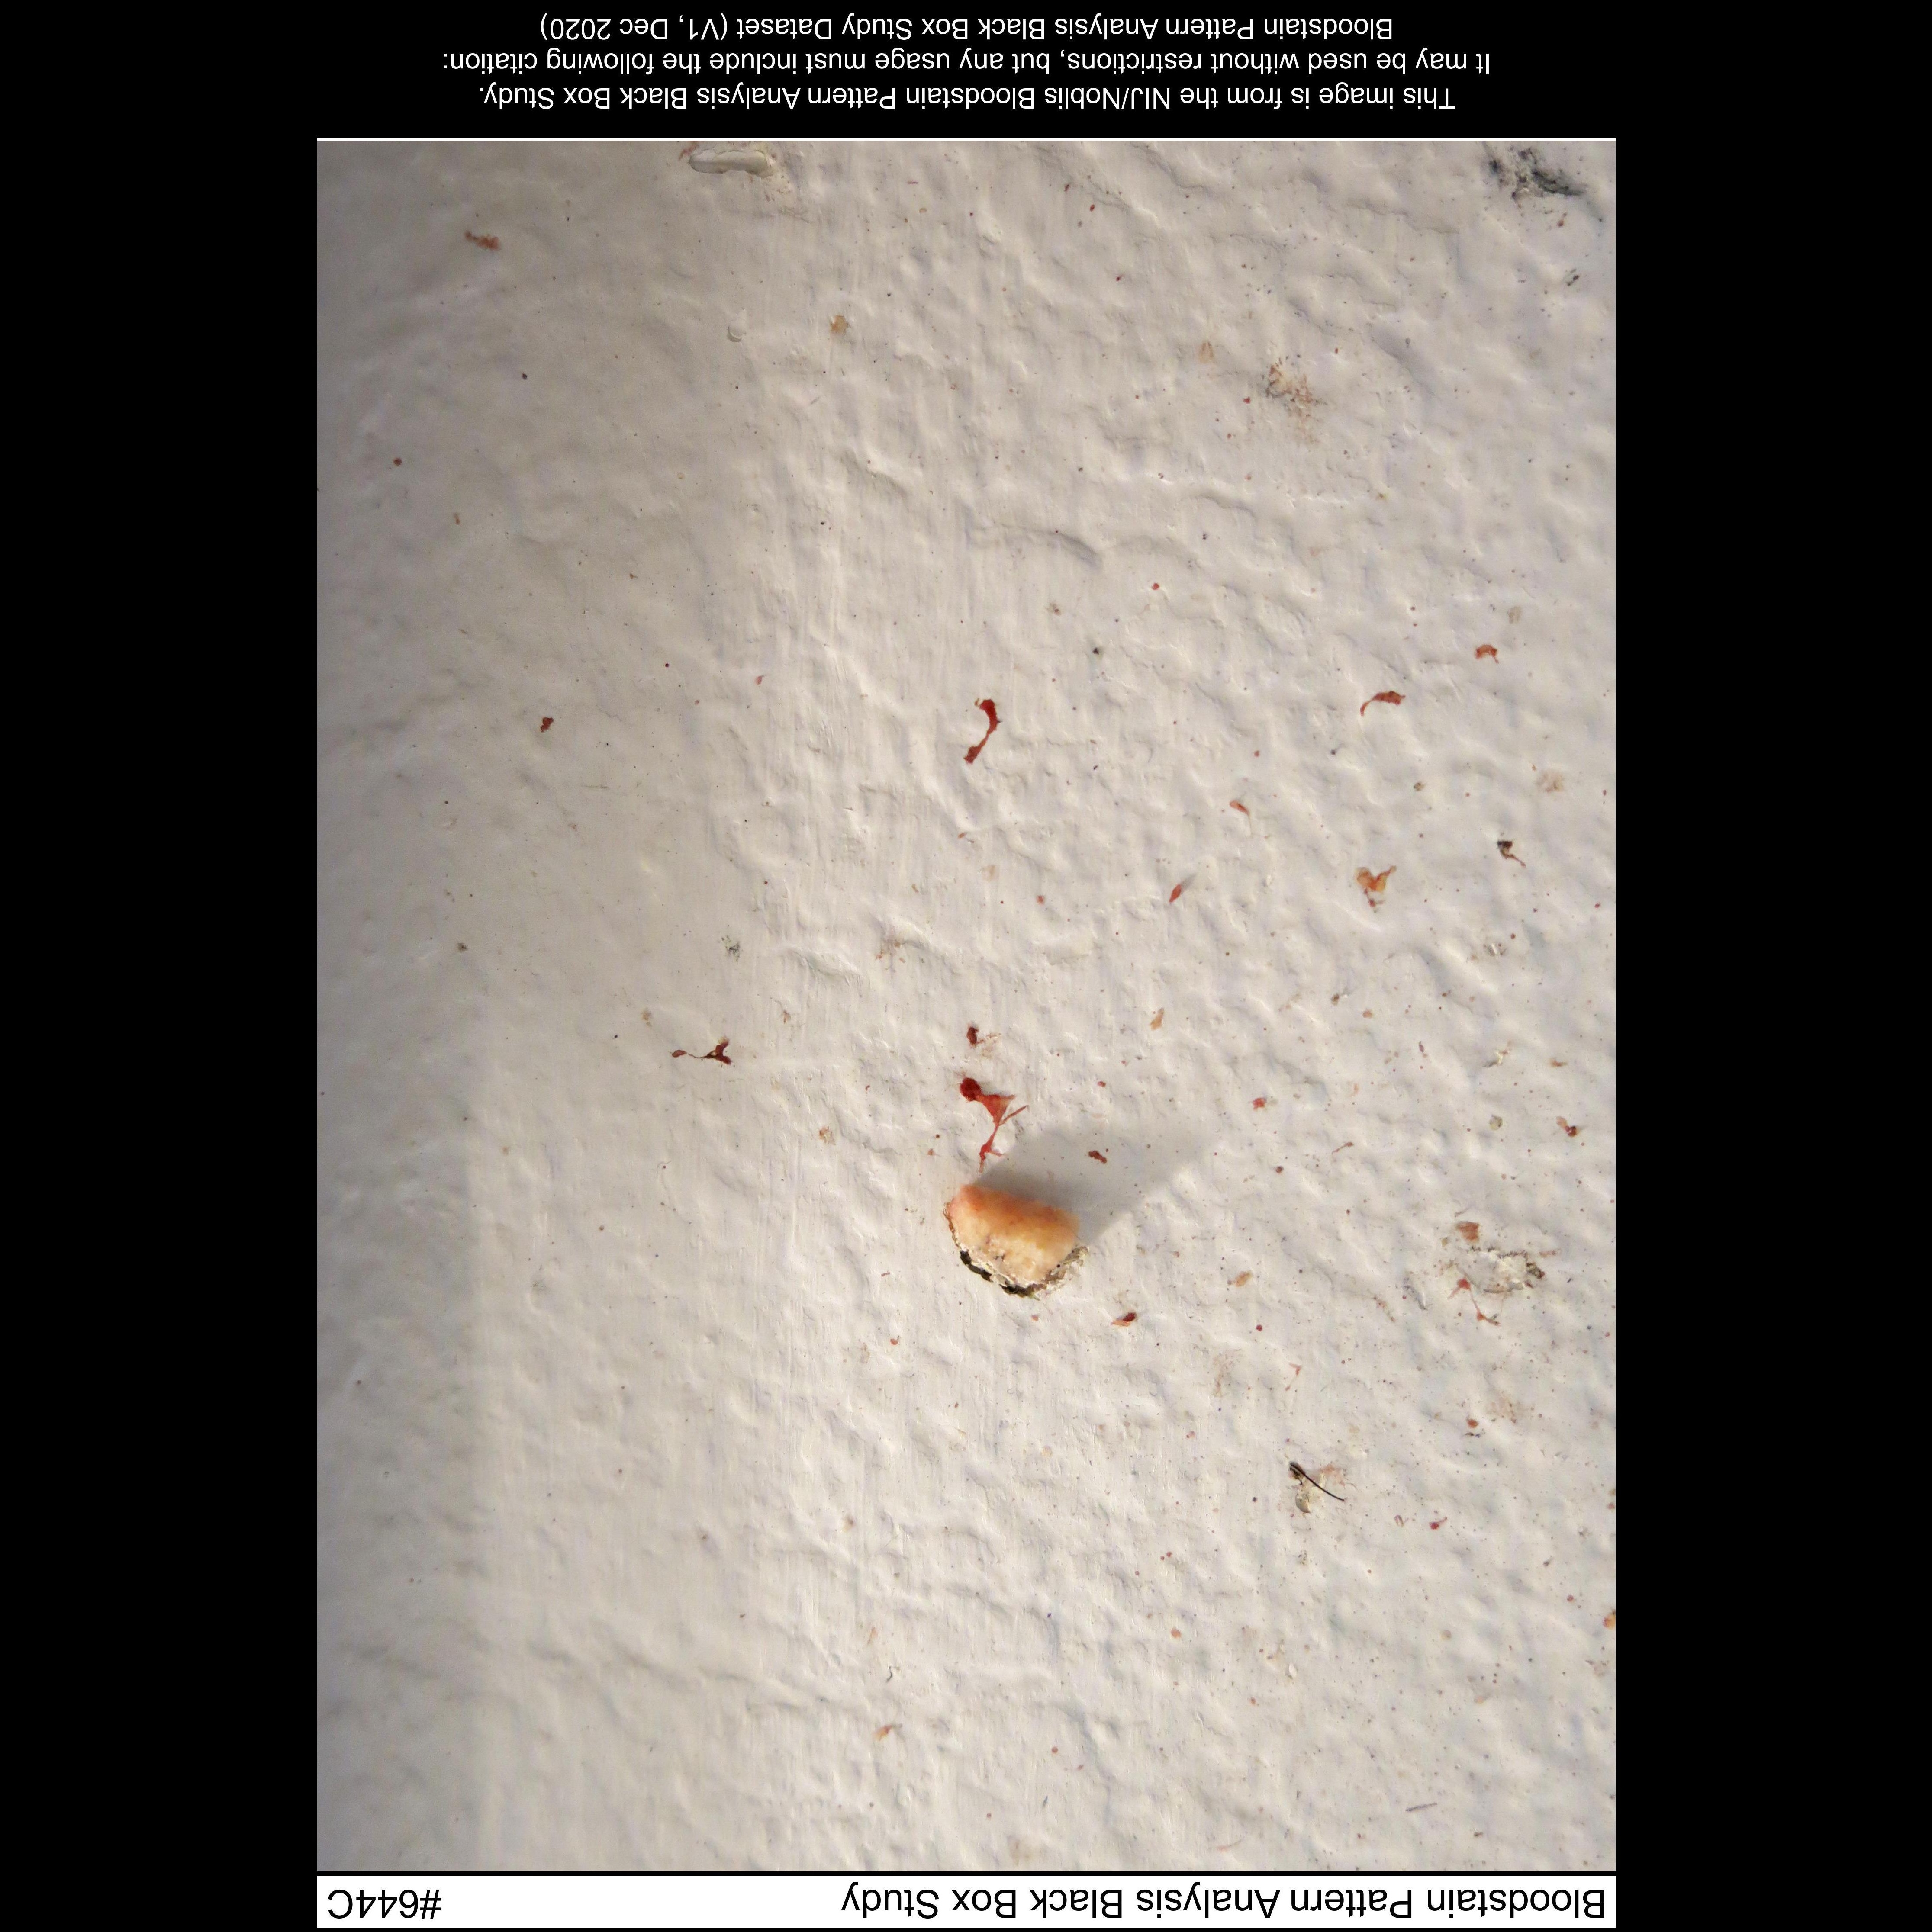 Bloodstain Pattern Analysis Black Box Study #644C
This image is from the NIJ/Noblis Bloodstain Pattern Analysis Black Box Study.
It may be used without restrictions, but any usage must include the following citation:
Bloodstain Pattern Analysis Black Box Study Dataset (V1, Dec 2020)